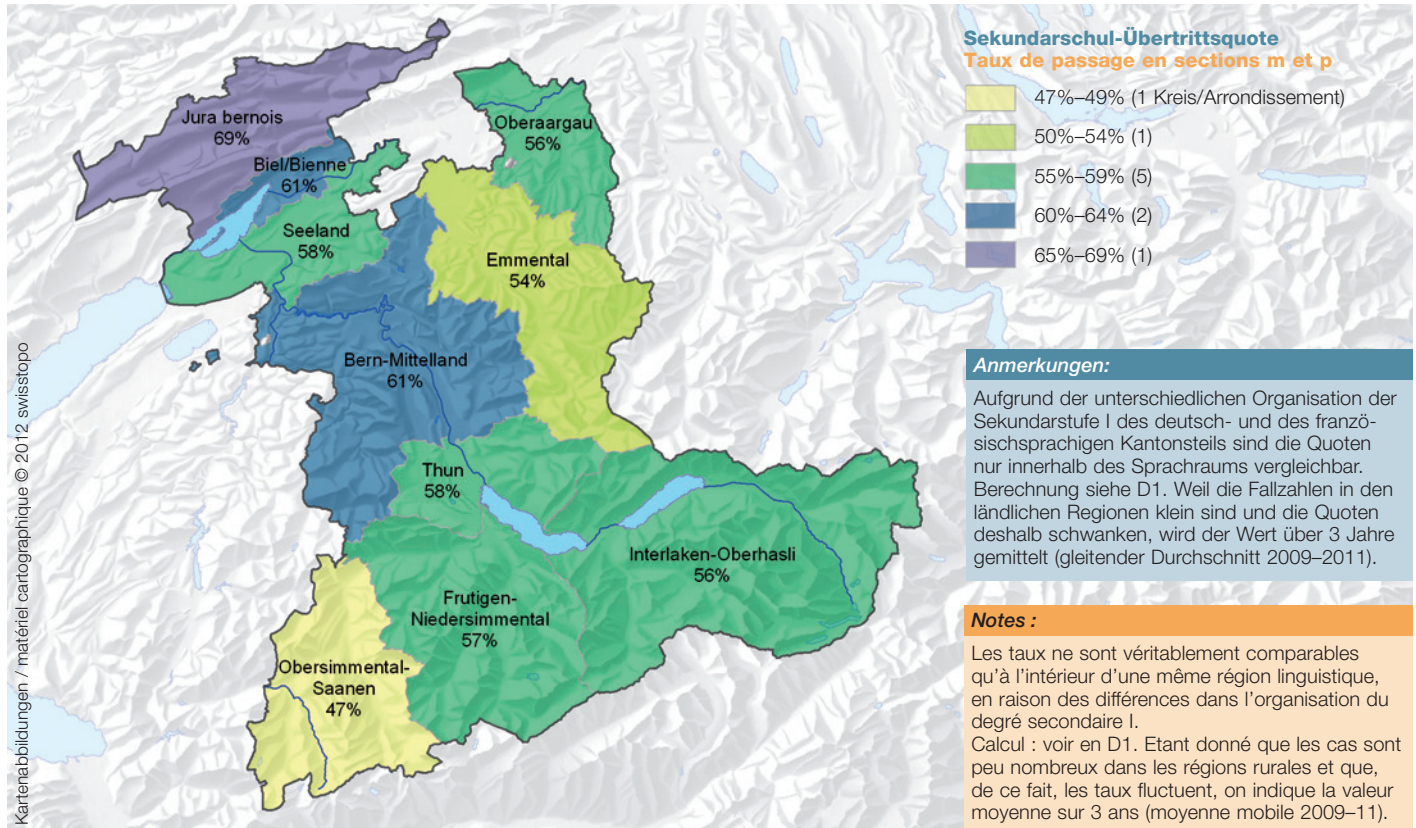 Sekundarschul-Übertrittsquote
Taux de passage en sections m et p
47%–49% (1 Kreis/Arrondissement)
50%–54% (1)
55%–59% (5)
60%–64% (2)
65%–69% (1)
Jura bernois
69%
Biel/Bienne
61%
Seeland
58%
Oberaargau
56%
Emmental
54%
Bern-Mittelland
61%
Thun
58%
Interlaken-Oberhasli
56%
Frutigen-
Niedersimmental
57%
Obersimmental-
Saanen
47%
Anmerkungen:
Aufgrund der unterschiedlichen Organisation der
Sekundarstufe I des deutsch- und des franzö-
sischsprachigen Kantonsteils sind die Quoten
nur innerhalb des Sprachraums vergleichbar.
Berechnung siehe D1. Weil die Fallzahlen in den
ländlichen Regionen klein sind und die Quoten
deshalb schwanken, wird der Wert über 3 Jahre
gemittelt (gleitender Durchschnitt 2009–2011).
Notes :
Les taux ne sont véritablement comparables
qu'à l'intérieur d'une même région linguistique,
en raison des différences dans l'organisation du
degré secondaire I.
Calcul : voir en D1. Etant donné que les cas sont
peu nombreux dans les régions rurales et que,
de ce fait, les taux fluctuent, on indique la valeur
moyenne sur 3 ans (moyenne mobile 2009–11).
Kartenabbildungen / matériel cartographique © 2012 swisstopo